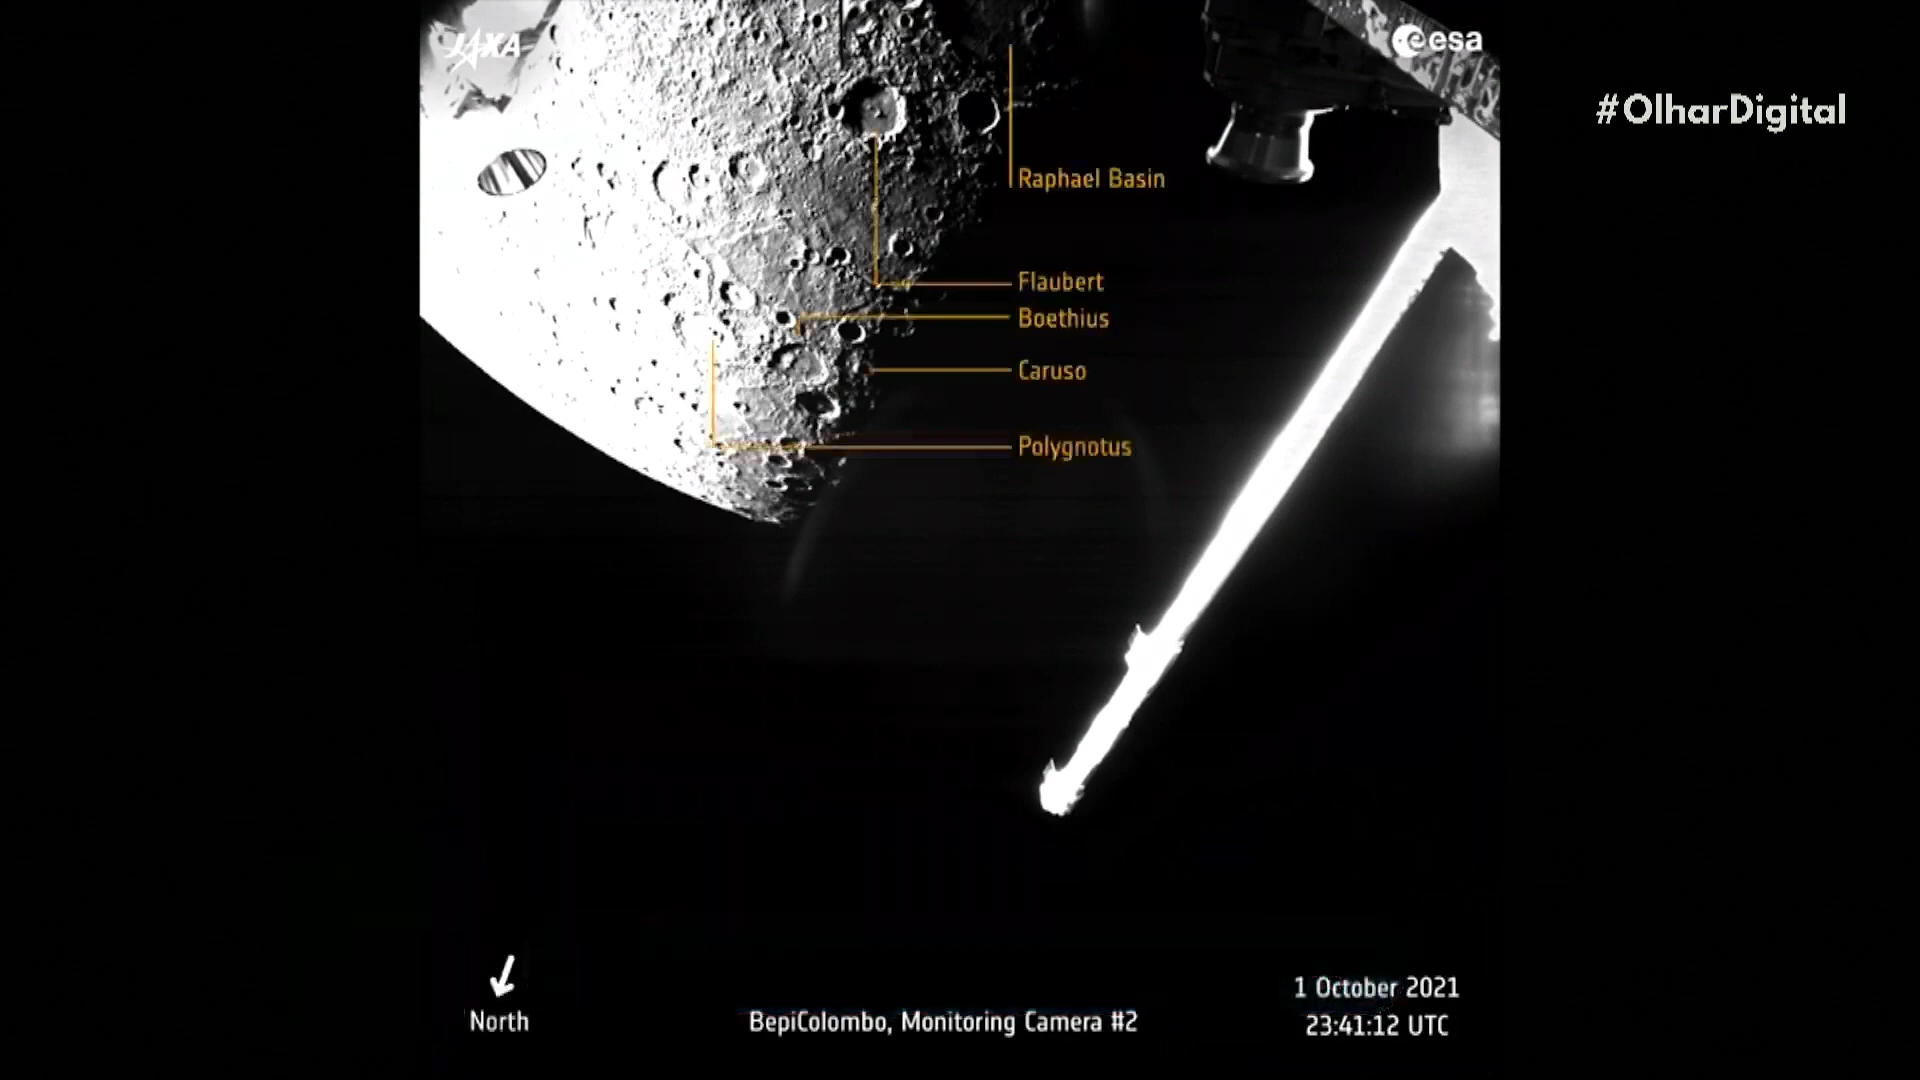 JAXA
esa
#OlharDigital
Raphael Basin
Flaubert
Boethius
Caruso
Polygnotus
North
BepiColombo, Monitoring Camera #2
1 October 2021
23:41:12 UTC